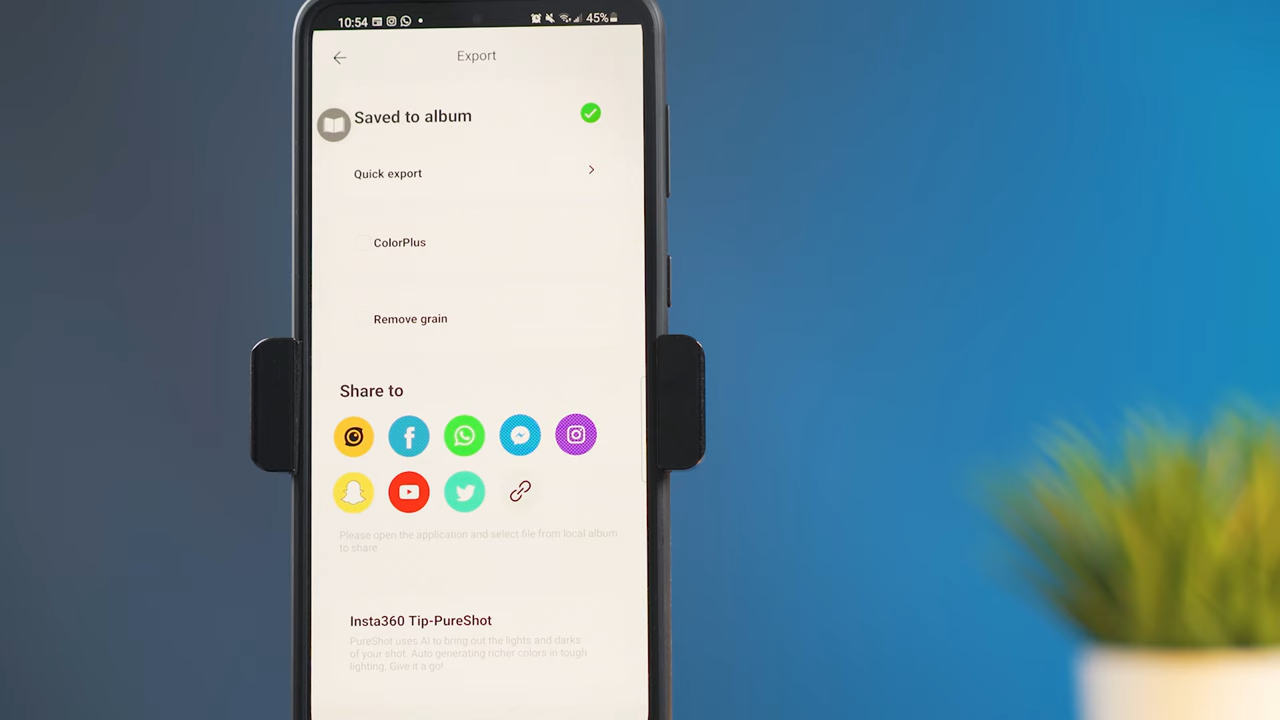 10:54 45%
Export
Saved to album
Quick export
ColorPlus
Remove grain
Share to
Please open the application and select file from local album
to share
Insta360 Tip-PureShot
PureShot uses AI to bring out the lights and darks
of your shot. Auto generating richer colors in tough
lighting. Give it a go!